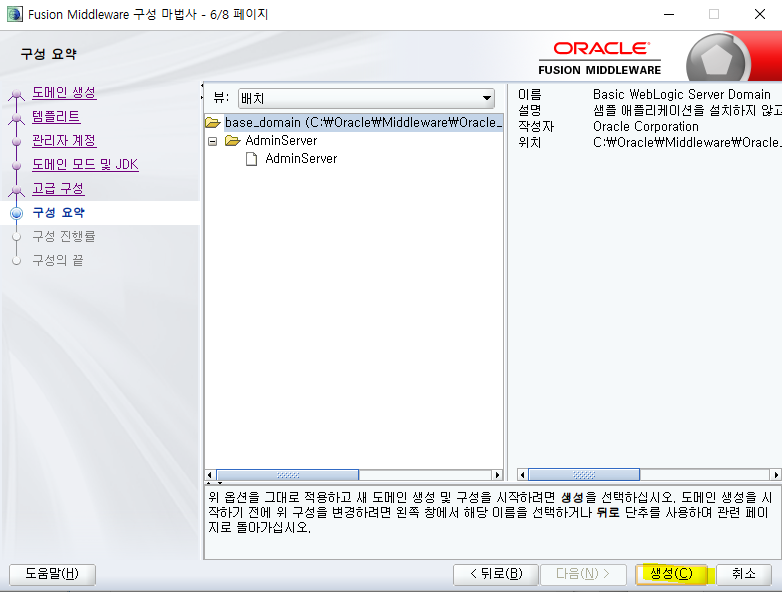 Fusion Middleware 구성 마법사 - 6/8 페이지
구성 요약
ORACLE
FUSION MIDDLEWARE
도메인 생성
템플리트
관리자 계정
도메인 모드 및 JDK
고급 구성
구성 요약
구성 진행률
구성의 끝
뷰: 배치
base_domain (C:₩Oracle₩Middleware₩Oracle_
AdminServer
AdminServer
이름 Basic WebLogic Server Domain
설명 샘플 애플리케이션을 설치하지 않고
작성자 Oracle Corporation
위치 C:₩Oracle₩Middleware₩Oracle_
위 옵션을 그대로 적용하고 새 도메인 생성 및 구성을 시작하려면 생성을 선택하십시오. 도메인 생성을 시
작하기 전에 위 구성을 변경하려면 왼쪽 창에서 해당 이름을 선택하거나 뒤로 단추를 사용하여 관련 페이
지로 돌아가십시오.
도움말(H)
< 뒤로(B)
다음(N) >
생성(C)
취소